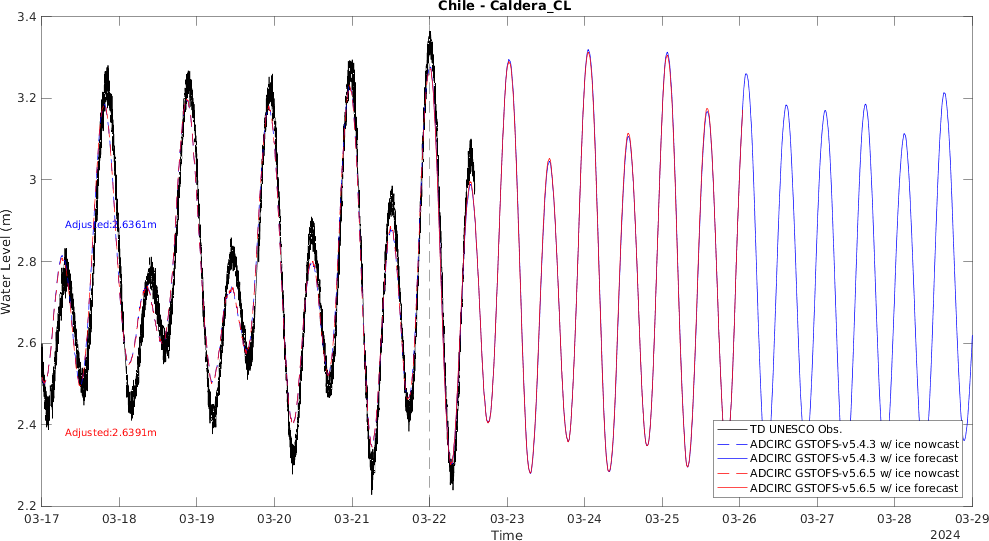 Chile - Caldera_CL
3.4
3.2
3
2.8
2.6
2.4
2.2
Water Level (m)
Adjusted:2.6361m
Adjusted:2.6391m
TD UNESCO Obs.
ADCIRC GSTOFS-v5.4.3 w/ ice nowcast
ADCIRC GSTOFS-v5.4.3 w/ ice forecast
ADCIRC GSTOFS-v5.6.5 w/ ice nowcast
ADCIRC GSTOFS-v5.6.5 w/ ice forecast
03-17 03-18 03-19 03-20 03-21 03-22 03-23 03-24 03-25 03-26 03-27 03-28 03-29
Time
2024